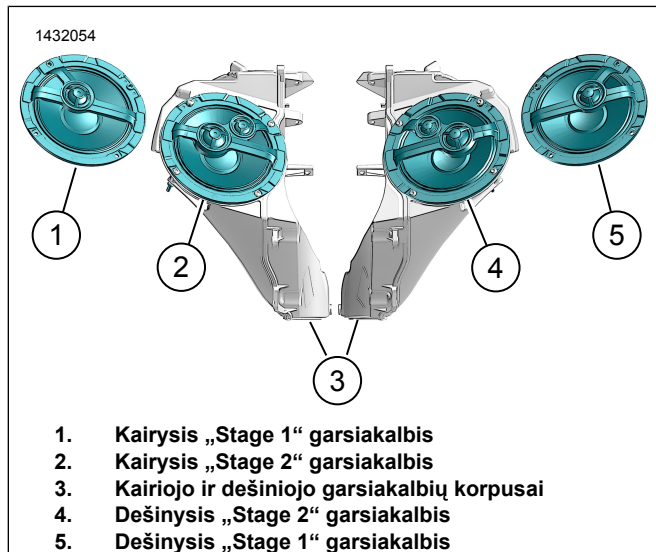 1432054
1
2
3
4
5
1. Kairysis „Stage 1“ garsiakalbis
2. Kairysis „Stage 2“ garsiakalbis
3. Kairiojo ir dešiniojo garsiakalbių korpusai
4. Dešinysis „Stage 2“ garsiakalbis
5. Dešinysis „Stage 1“ garsiakalbis